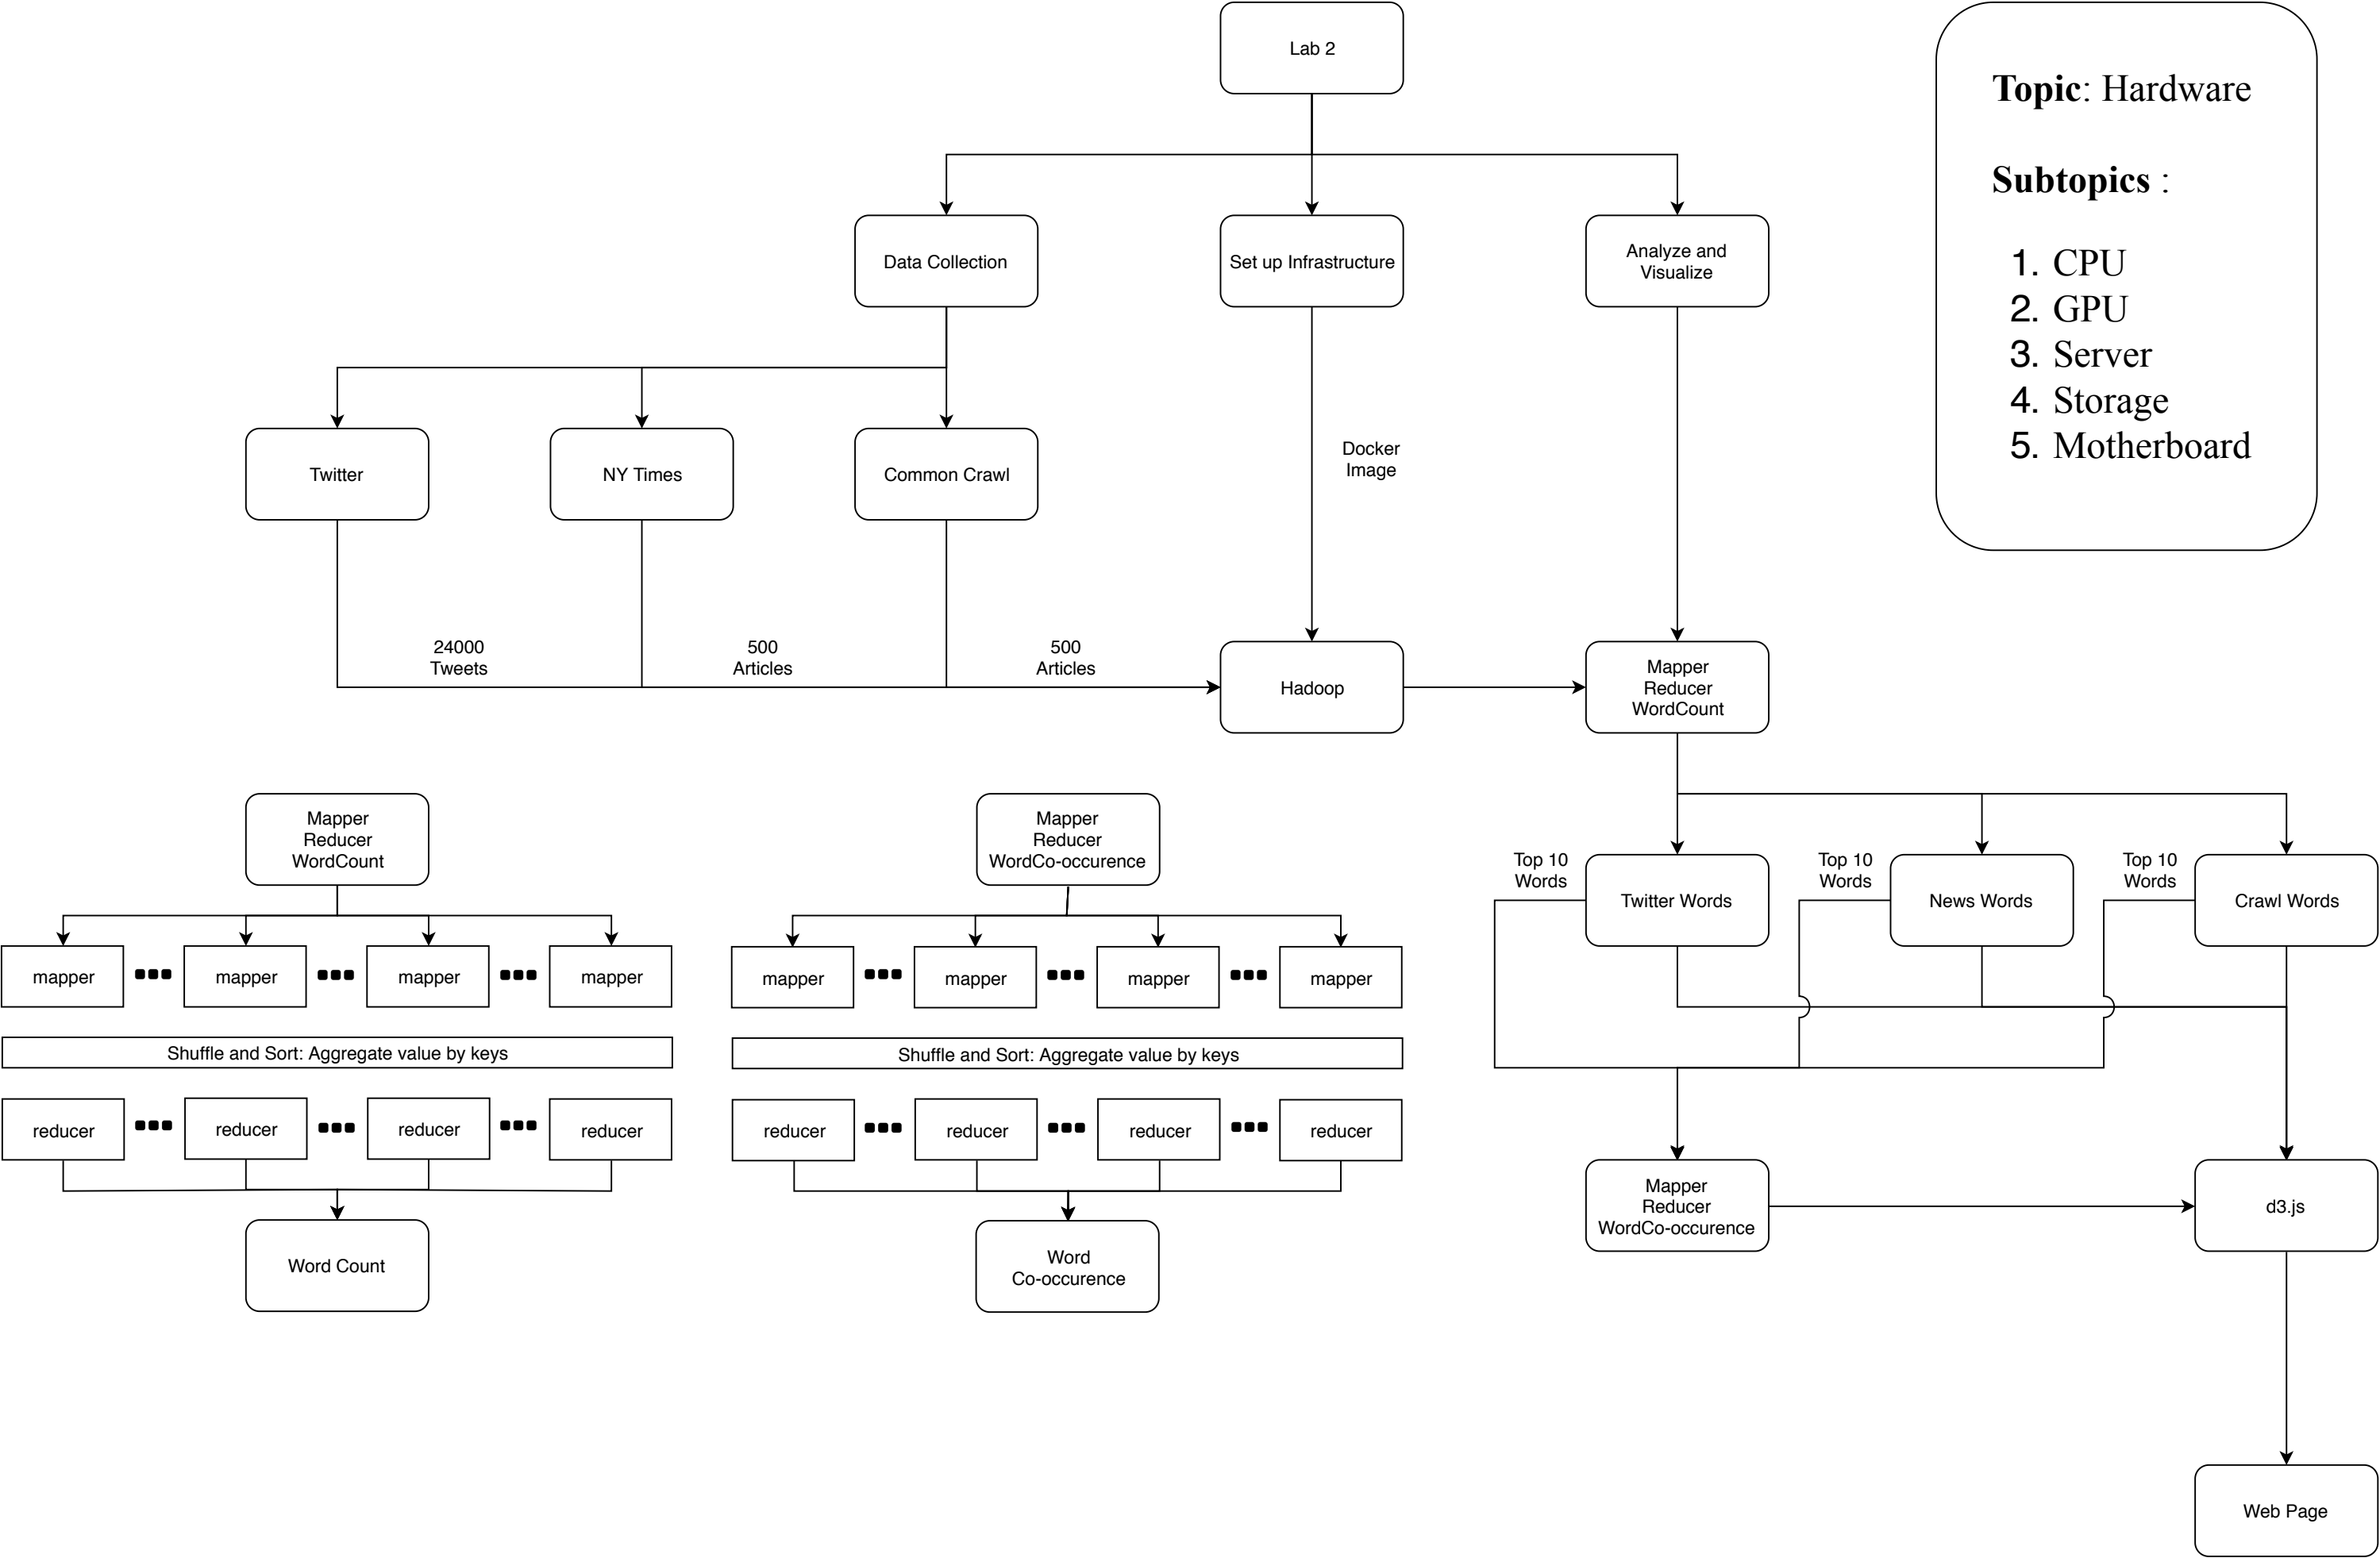 Lab 2
Topic: Hardware
Subtopics :
1. CPU
2. GPU
3. Server
4. Storage
5. Motherboard
Data Collection
Set up Infrastructure
Analyze and
Visualize
Twitter
NY Times
Common Crawl
Docker
Image
24000
Tweets
500
Articles
500
Articles
Hadoop
Mapper
Reducer
WordCount
Mapper
Reducer
WordCount
mapper
mapper
mapper
mapper
Shuffle and Sort: Aggregate value by keys
reducer
reducer
reducer
reducer
Word Count
Mapper
Reducer
WordCo-occurence
mapper
mapper
mapper
mapper
Shuffle and Sort: Aggregate value by keys
reducer
reducer
reducer
reducer
Word
Co-occurence
Top 10
Words
Twitter Words
Top 10
Words
News Words
Top 10
Words
Crawl Words
Mapper
Reducer
WordCo-occurence
d3.js
Web Page